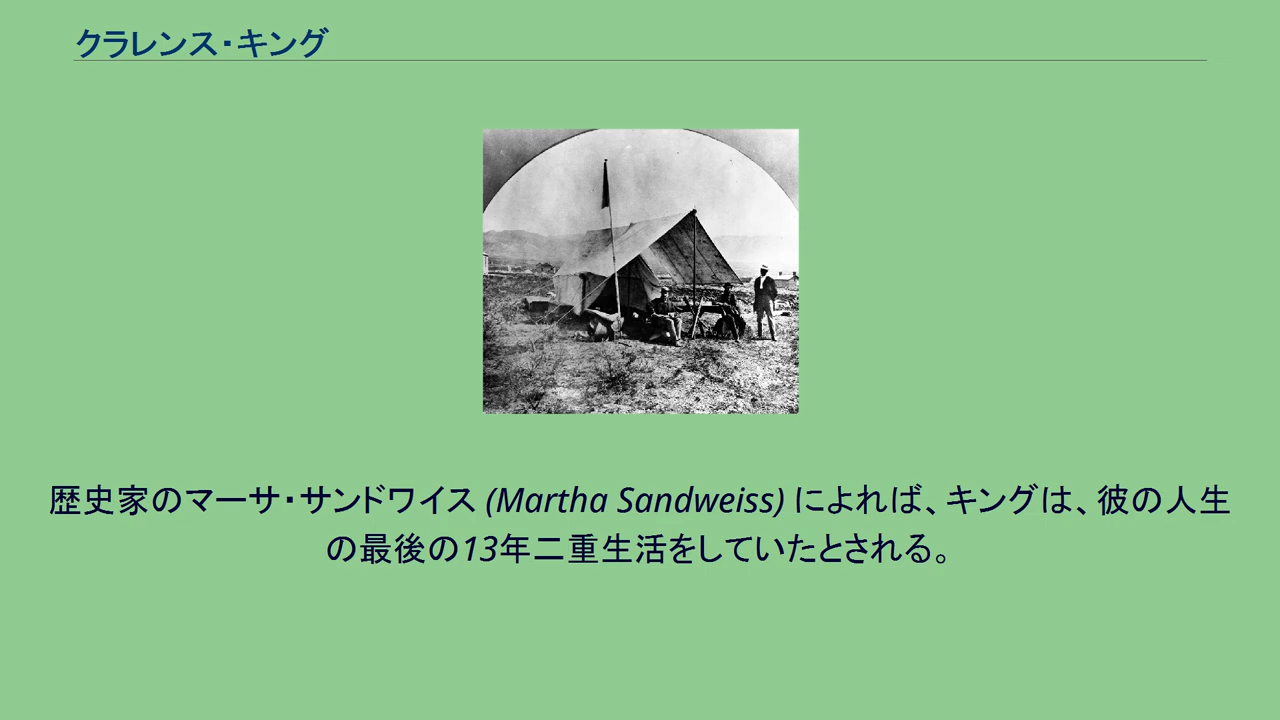 クラレンス・キング
歴史家のマーサ・サンドワイス (Martha Sandweiss) によれば、キングは、彼の人生
の最後の13年二重生活をしていたとされる。